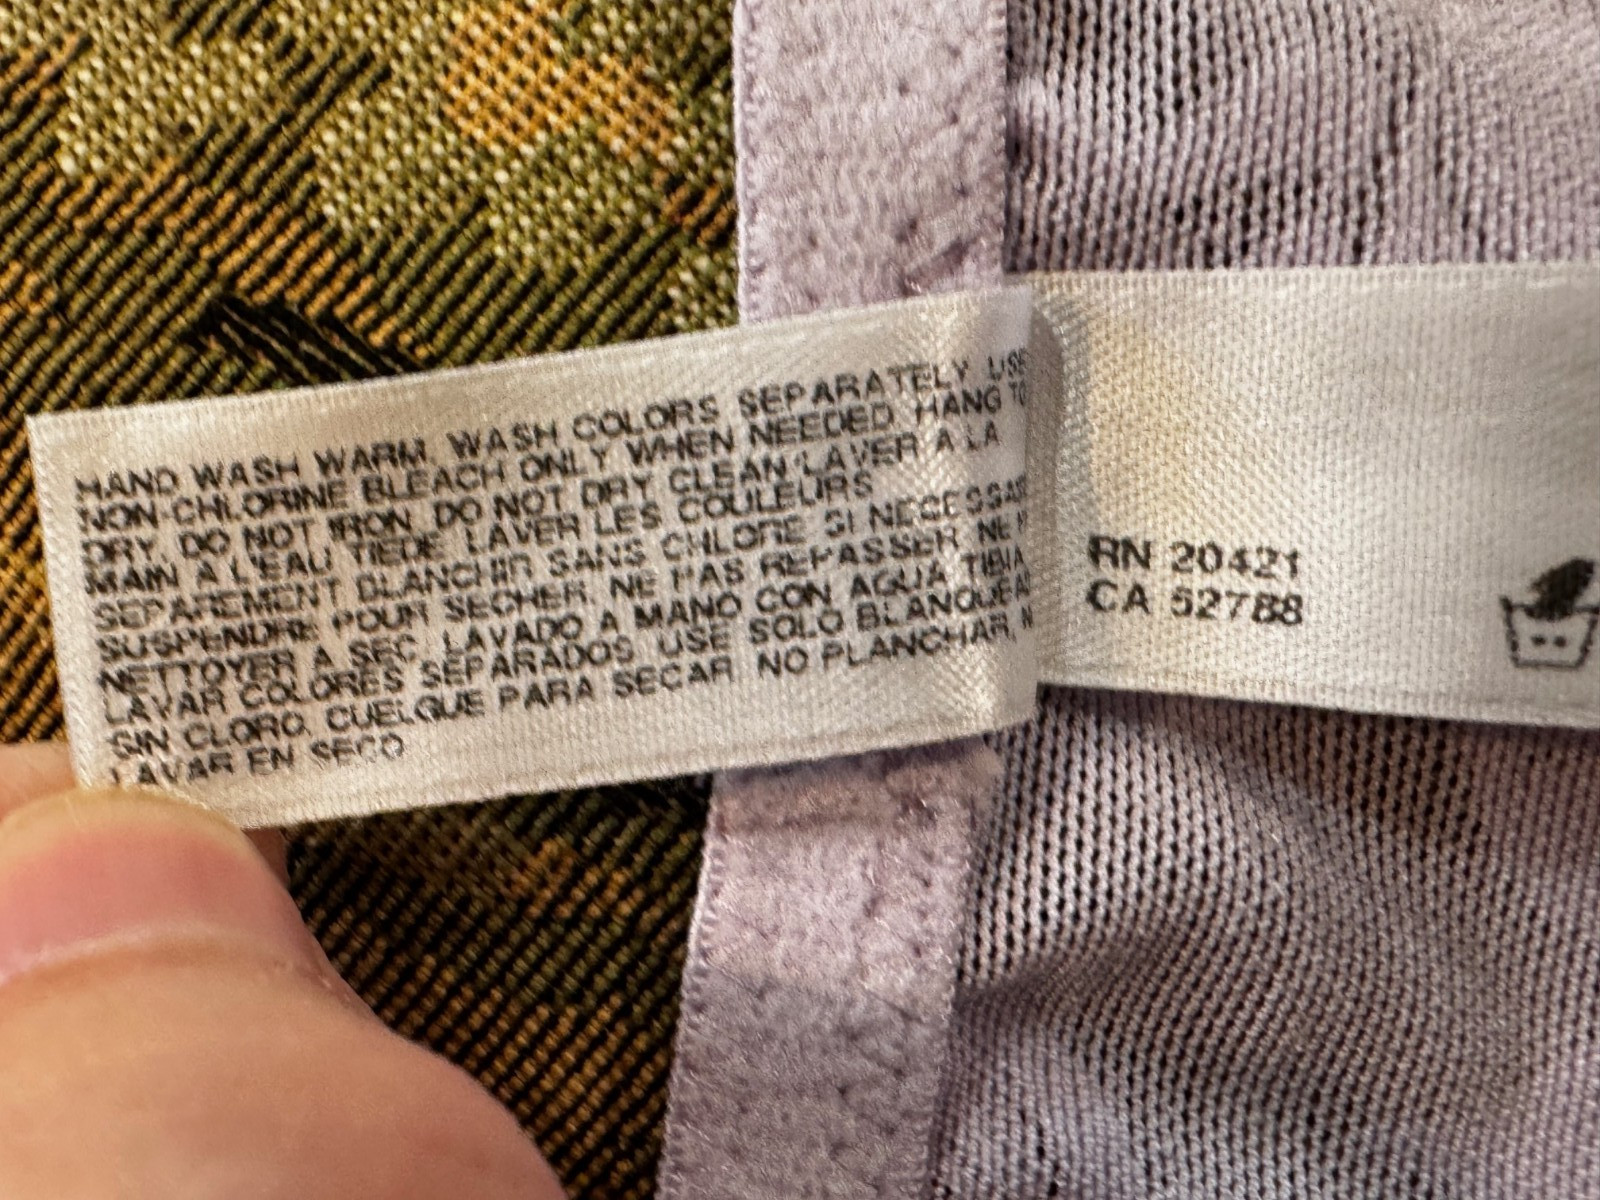 HAND WASH WARM. WASH COLORS SEPARATELY. USE
NON-CHLORINE BLEACH ONLY WHEN NEEDED. HANG TO
DRY. DO NOT IRON. DO NOT DRY CLEAN/LAVER A LA
MAIN A L'EAU TIEDE. LAVER LES COULEURS
SEPAREMENT. BLANCHIR SANS CHLORE SI NECESSAI
SUSPENDRE POUR SECHER. NE PAS REPASSER. NE P
NETTOYER A SEC. LAVADO A MANO CON AGUA TIBIA
LAVAR COLORES SEPARADOS. USE SOLO BLANQUEA
SIN CLORO. CUELGUE PARA SECAR. NO PLANCHAR, N
LAVAR EN SECO
RN 20421
CA 52788